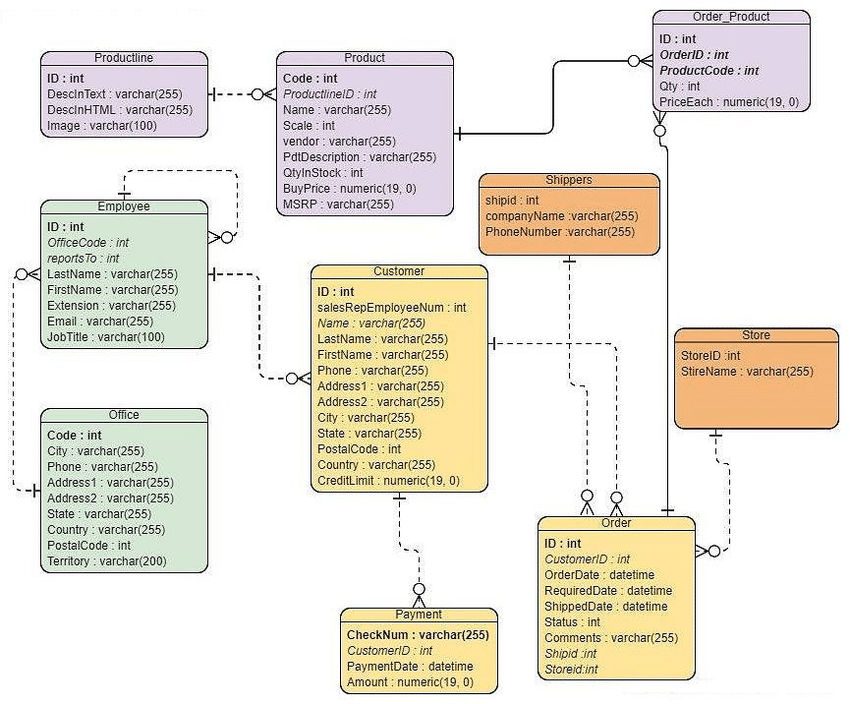 Productline
ID : int
DescInText : varchar(255)
DescInHTML : varchar(255)
Image : varchar(100)
Product
Code : int
ProductlineID : int
Name : varchar(255)
Scale : int
vendor : varchar(255)
PdtDescription : varchar(255)
QtyInStock : int
BuyPrice : numeric(19, 0)
MSRP : varchar(255)
Order_Product
ID : int
OrderID : int
ProductCode : int
Qty : int
PriceEach : numeric(19, 0)
Employee
ID : int
OfficeCode : int
reportsTo : int
LastName : varchar(255)
FirstName : varchar(255)
Extension : varchar(255)
Email : varchar(255)
JobTitle : varchar(100)
Shippers
shipid : int
companyName :varchar(255)
PhoneNumber :varchar(255)
Customer
ID : int
salesRepEmployeeNum : int
Name : varchar(255)
LastName : varchar(255)
FirstName : varchar(255)
Phone : varchar(255)
Address1 : varchar(255)
Address2 : varchar(255)
City : varchar(255)
State : varchar(255)
PostalCode : int
Country : varchar(255)
CreditLimit : numeric(19, 0)
Store
StoreID :int
StireName : varchar(255)
Office
Code : int
City : varchar(255)
Phone : varchar(255)
Address1 : varchar(255)
Address2 : varchar(255)
State : varchar(255)
Country : varchar(255)
PostalCode : int
Territory : varchar(200)
Order
ID : int
CustomerID : int
OrderDate : datetime
RequiredDate : datetime
ShippedDate : datetime
Status : int
Comments : varchar(255)
Shipid :int
Storeid:int
Payment
CheckNum : varchar(255)
CustomerID : int
PaymentDate : datetime
Amount : numeric(19, 0)